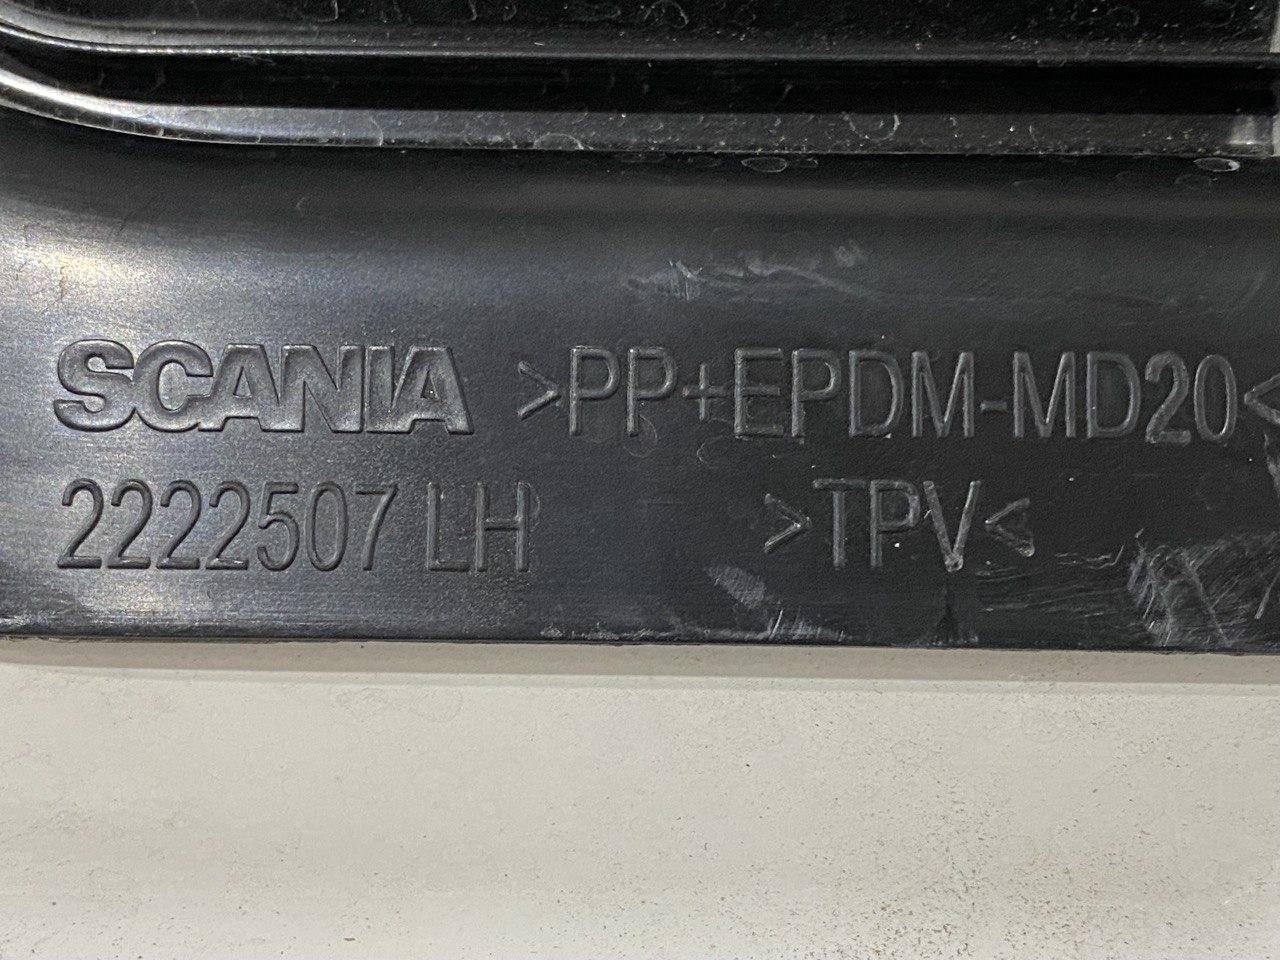 SCANIA >PP+EPDM-MD20<
2222507 LH >TPV<